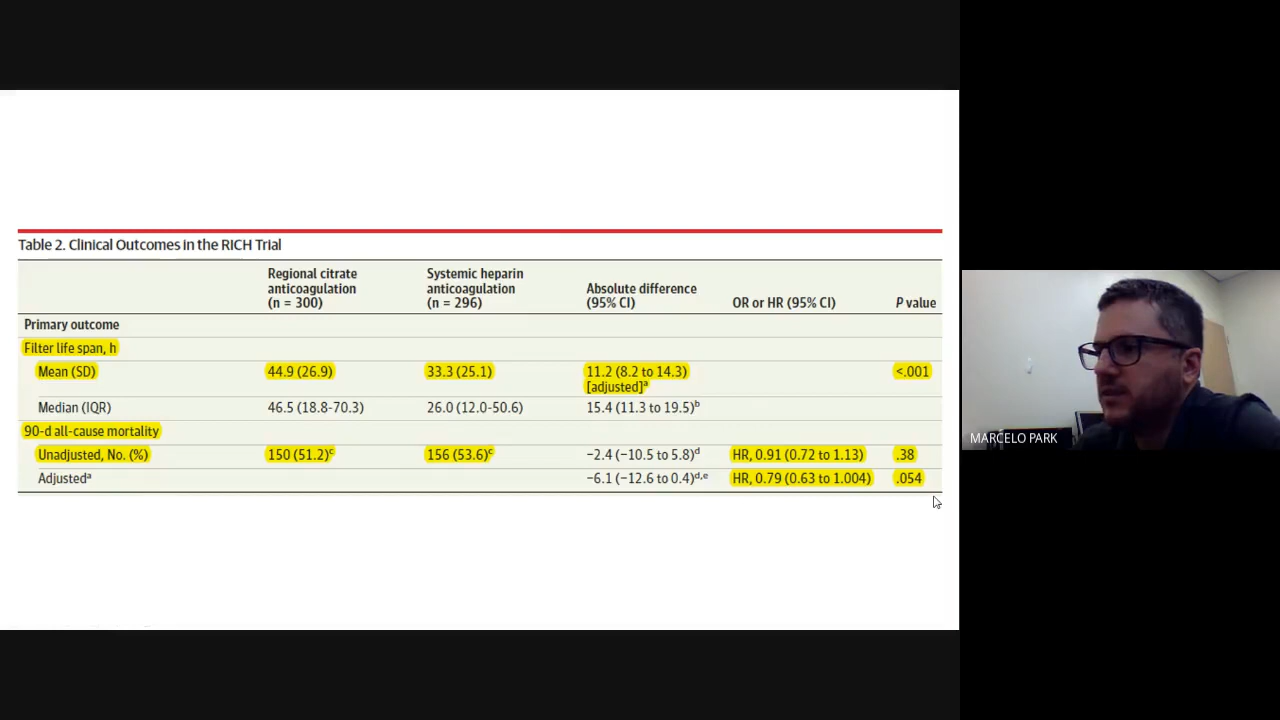 Table 2. Clinical Outcomes in the RICH Trial
Regional citrate anticoagulation (n = 300) Systemic heparin anticoagulation (n = 296) Absolute difference (95% CI) OR or HR (95% CI) P value
Primary outcome
Filter life span, h
Mean (SD) 44.9 (26.9) 33.3 (25.1) 11.2 (8.2 to 14.3) [adjusted]a <.001
Median (IQR) 46.5 (18.8-70.3) 26.0 (12.0-50.6) 15.4 (11.3 to 19.5)b
90-d all-cause mortality
Unadjusted, No. (%) 150 (51.2)c 156 (53.6)c −2.4 (−10.5 to 5.8)d HR, 0.91 (0.72 to 1.13) .38
Adjusteda −6.1 (−12.6 to 0.4)d,e HR, 0.79 (0.63 to 1.004) .054
MARCELO PARK